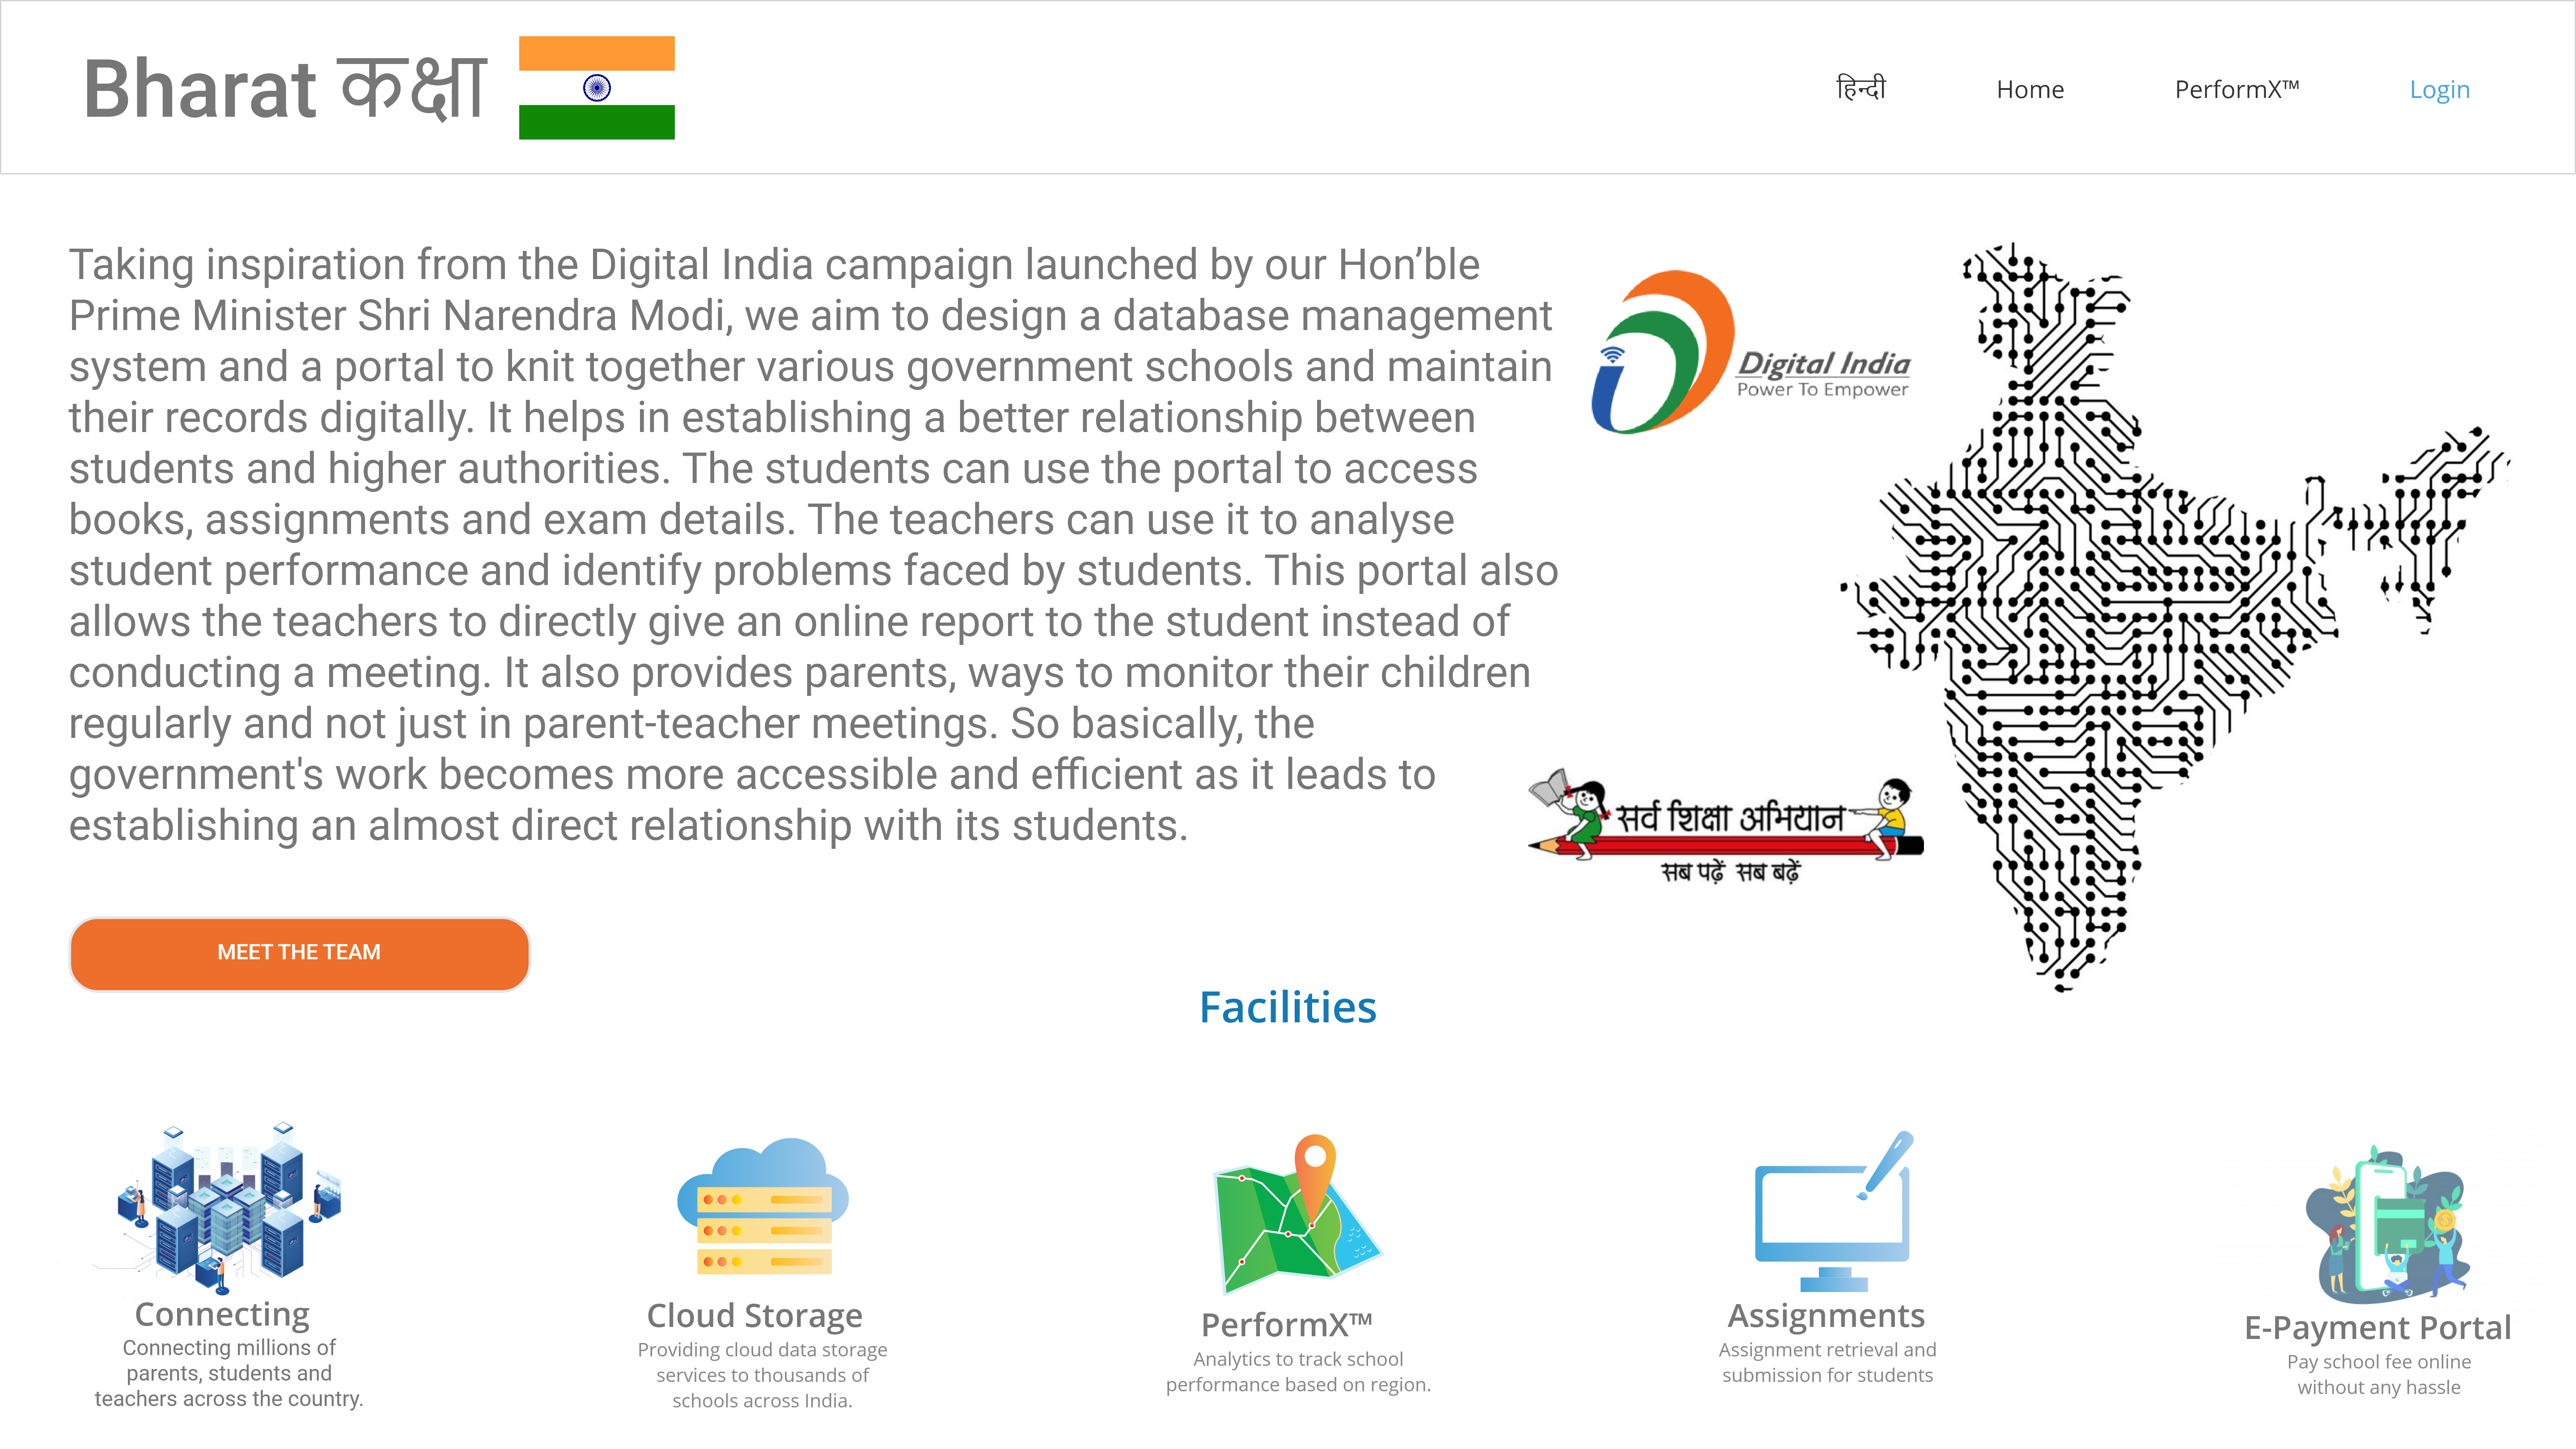 Bharat कक्षा
हिन्दी
Home
PerformX™
Login
Taking inspiration from the Digital India campaign launched by our Hon’ble
Prime Minister Shri Narendra Modi, we aim to design a database management
system and a portal to knit together various government schools and maintain
their records digitally. It helps in establishing a better relationship between
students and higher authorities. The students can use the portal to access
books, assignments and exam details. The teachers can use it to analyse
student performance and identify problems faced by students. This portal also
allows the teachers to directly give an online report to the student instead of
conducting a meeting. It also provides parents, ways to monitor their children
regularly and not just in parent-teacher meetings. So basically, the
government's work becomes more accessible and efficient as it leads to
establishing an almost direct relationship with its students.
Digital India
Power To Empower
सर्व शिक्षा अभियान
सब पढ़ें सब बढ़ें
MEET THE TEAM
Facilities
Connecting
Connecting millions of
parents, students and
teachers across the country.
Cloud Storage
Providing cloud data storage
services to thousands of
schools across India.
PerformX™
Analytics to track school
performance based on region.
Assignments
Assignment retrieval and
submission for students
E-Payment Portal
Pay school fee online
without any hassle